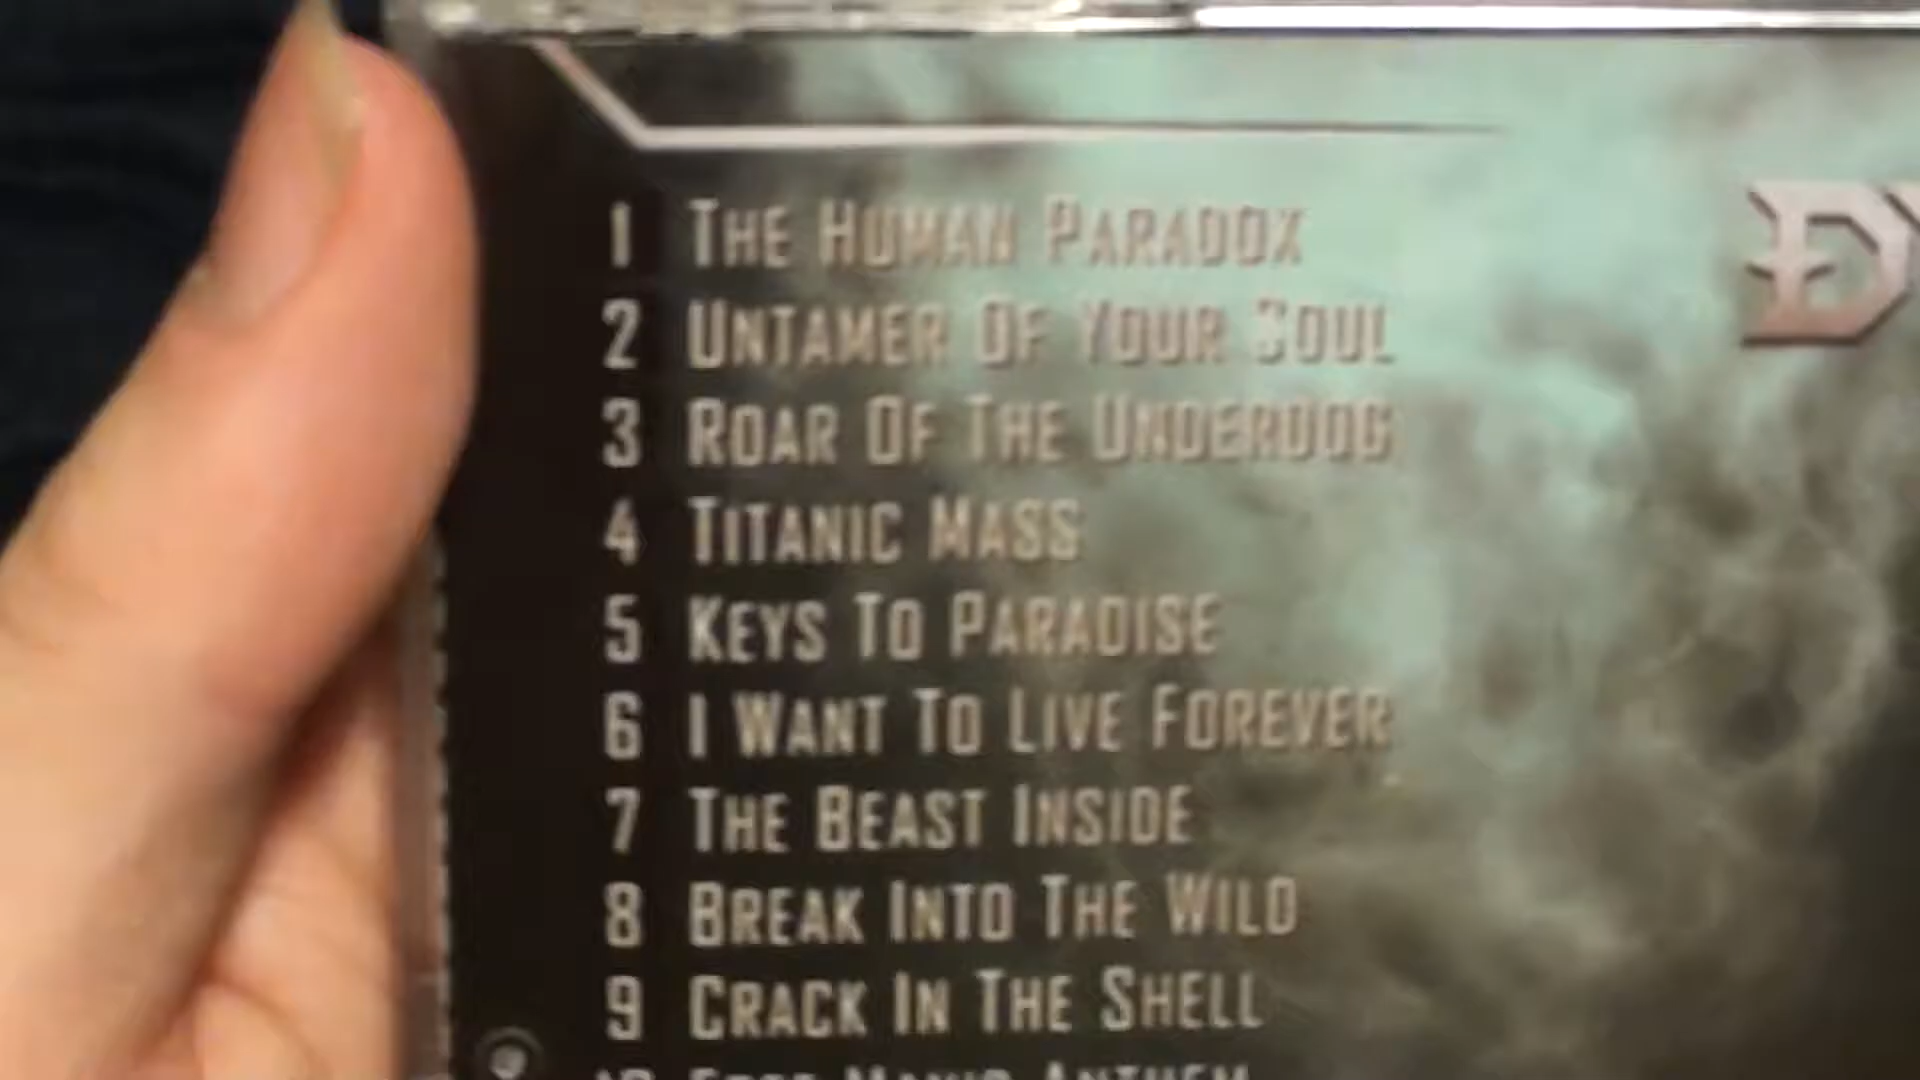 1 THE HUMAN PARADOX
2 UNTAMER OF YOUR SOUL
3 ROAR OF THE UNDERDOG
4 TITANIC MASS
5 KEYS TO PARADISE
6 I WANT TO LIVE FOREVER
7 THE BEAST INSIDE
8 BREAK INTO THE WILD
9 CRACK IN THE SHELL